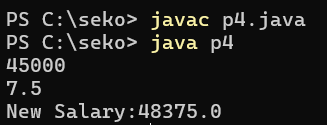 PS C:\seko> javac p4.java
PS C:\seko> java p4
45000
7.5
New Salary:48375.0